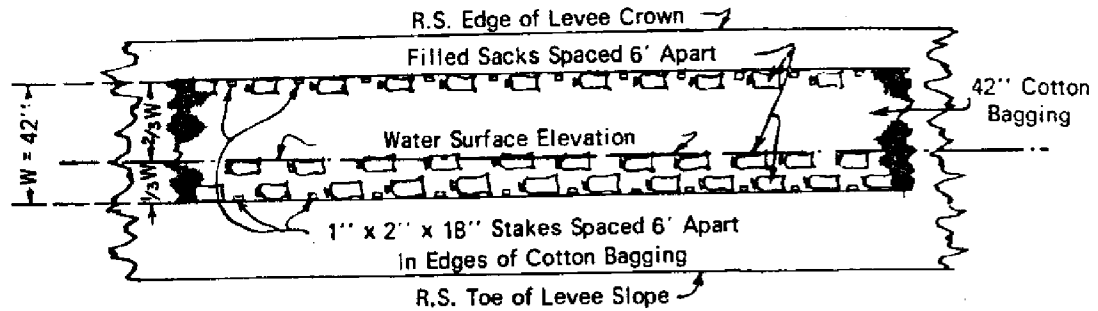 R.S. Edge of Levee Crown
Filled Sacks Spaced 6' Apart
42'' Cotton
Bagging
W = 42''
2/3 W
Water Surface Elevation
1/3 W
1'' x 2'' x 18'' Stakes Spaced 6' Apart
in Edges of Cotton Bagging
R.S. Toe of Levee Slope